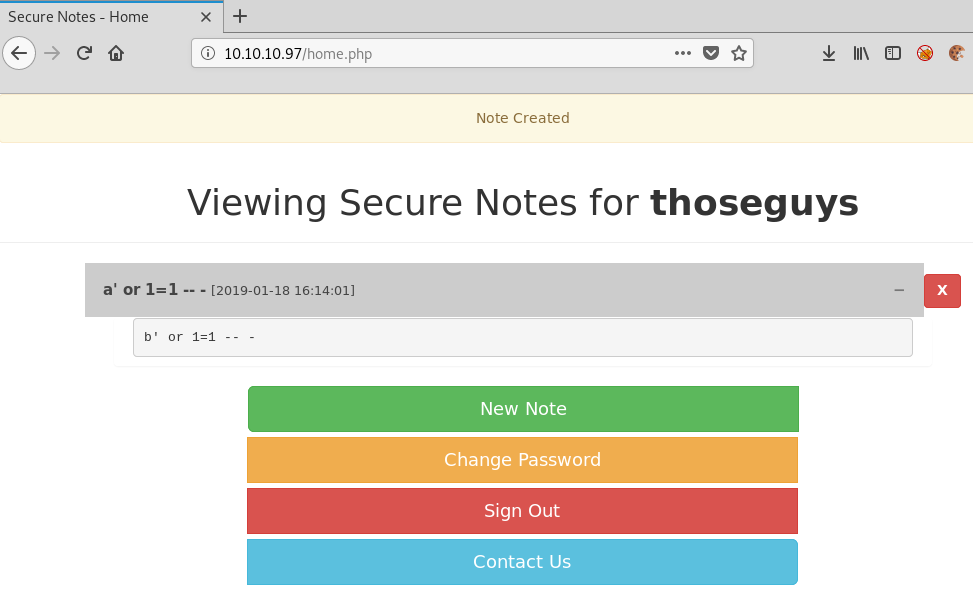 Secure Notes - Home
10.10.10.97/home.php
Note Created
Viewing Secure Notes for thoseguys
a' or 1=1 -- - [2019-01-18 16:14:01] − X
b' or 1=1 -- -
New Note
Change Password
Sign Out
Contact Us